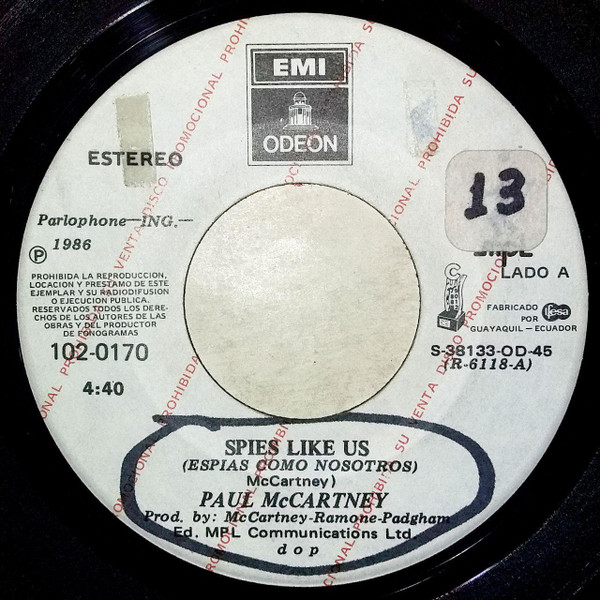 EMI
ODEON
ESTEREO
Parlophone—ING.—
Ⓟ 1986
PROHIBIDA LA REPRODUCCION,
LOCACION Y PRESTAMO DE ESTE
EJEMPLAR Y SU RADIODIFUSION
O EJECUCION PUBLICA.
RESERVADOS TODOS LOS DERE-
CHOS DE LOS AUTORES DE LAS
OBRAS Y DEL PRODUCTOR
DE FONOGRAMAS
102-0170
4:40
13
LADO A
FABRICADO
POR
GUAYAQUIL — ECUADOR
ifesa
S-38133-OD-45
(R-6118-A)
SPIES LIKE US
(ESPIAS COMO NOSOTROS)
McCartney)
PAUL McCARTNEY
Prod. by: McCartney-Ramone-Padgham
Ed. MPL Communications Ltd
d o p
DISCO PROMOCIONAL PROHIBIDA SU VENTA